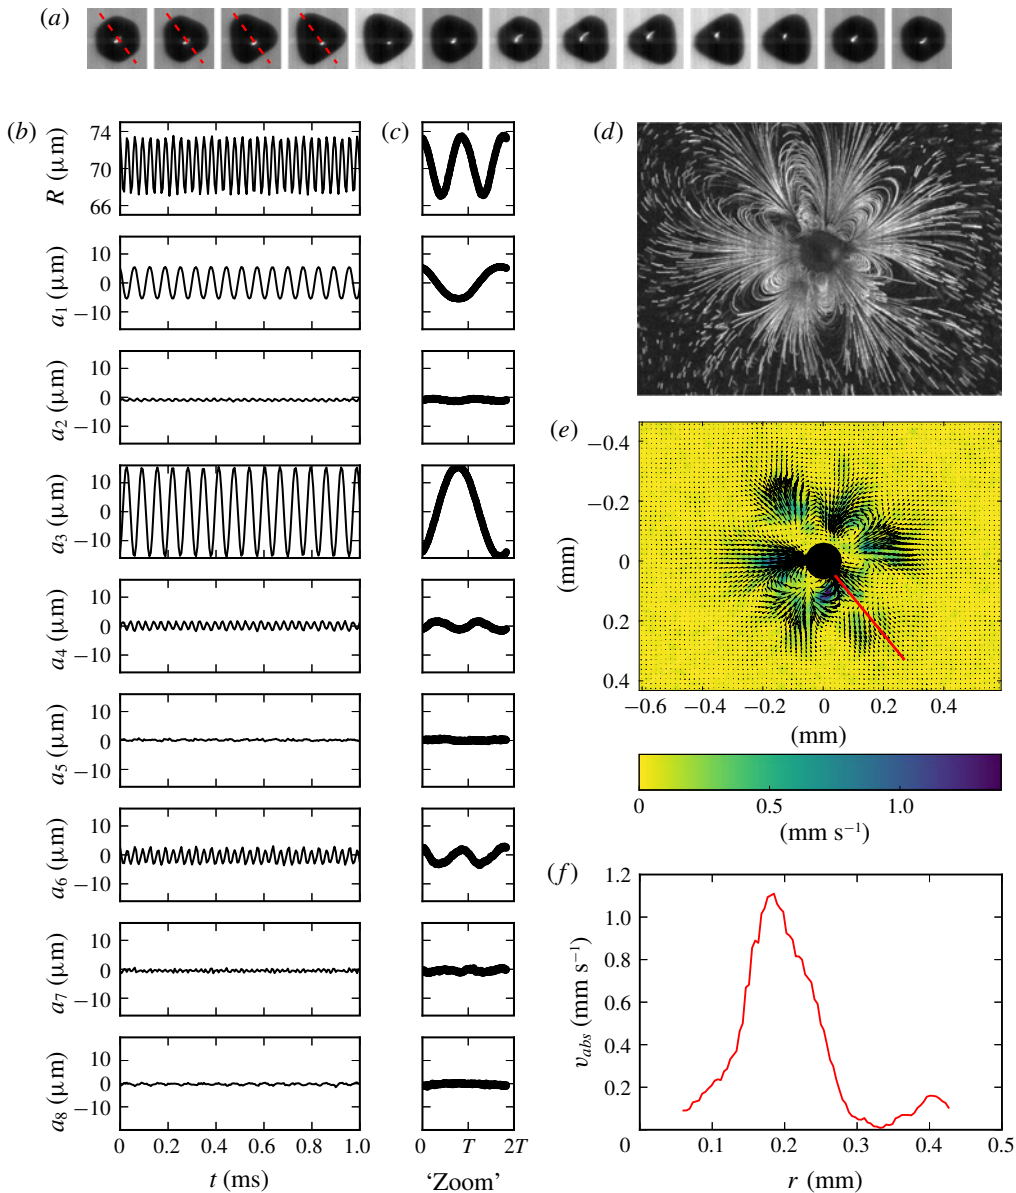 (a)
(b)
(c)
(d)
74
70
66
R (μm)
10
0
−10
a₁ (μm)
10
0
−10
a₂ (μm)
10
0
−10
a₃ (μm)
10
0
−10
a₄ (μm)
10
0
−10
a₅ (μm)
10
0
−10
a₆ (μm)
10
0
−10
a₇ (μm)
10
0
−10
a₈ (μm)
0 0.2 0.4 0.6 0.8 1.0
t (ms)
0 T 2T
‘Zoom’
(e)
−0.4
−0.2
0
0.2
0.4
(mm)
−0.6 −0.4 −0.2 0 0.2 0.4
(mm)
0 0.5 1.0
(mm s⁻¹)
(f)
1.2
1.0
0.8
0.6
0.4
0.2
0
v_abs (mm s⁻¹)
0.1 0.2 0.3 0.4 0.5
r (mm)